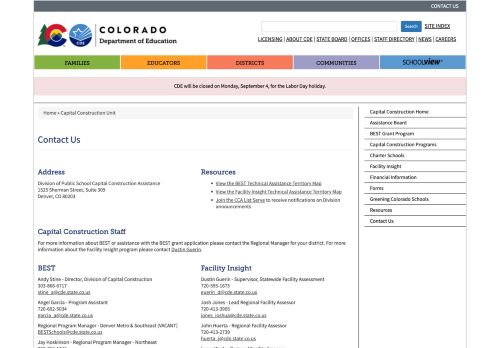 CONTACT US
COLORADO
Department of Education
CDE
Search
SITE INDEX
LICENSING | ABOUT CDE | STATE BOARD | OFFICES | STAFF DIRECTORY | NEWS | CAREERS
FAMILIES
EDUCATORS
DISTRICTS
COMMUNITIES
SCHOOLVIEW
CDE will be closed on Monday, September 4, for the Labor Day holiday.
Home » Capital Construction Unit
Contact Us
Address
Division of Public School Capital Construction Assistance
1525 Sherman Street, Suite 309
Denver, CO 80203
Resources
• View the BEST Technical Assistance Territory Map
• View the Facility Insight Technical Assistance Territory Map
• Join the CCA List Serve to receive notifications on Division
announcements
Capital Construction Staff
For more information about BEST or assistance with the BEST grant application please contact the Regional Manager for your district. For more
information about the Facility Insight program please contact Dustin Guerin.
BEST
Andy Stine - Director, Division of Capital Construction
303-866-6717
stine_a@cde.state.co.us
Angel Garcia - Program Assistant
720-682-5034
garcia_a@cde.state.co.us
Regional Program Manager - Denver Metro & Southeast (VACANT)
BESTSchools@cde.state.co.us
Jay Hoskinson - Regional Program Manager - Northeast
Facility Insight
Dustin Guerin - Supervisor, Statewide Facility Assessment
720-595-1675
guerin_d@cde.state.co.us
Josh Jones - Lead Regional Facility Assessor
720-413-3905
jones_joshua@cde.state.co.us
John Huerta - Regional Facility Assessor
720-413-2739
huerta_j@cde.state.co.us
Capital Construction Home
Assistance Board
BEST Grant Program
Capital Construction Programs
Charter Schools
Facility Insight
Financial Information
Forms
Greening Colorado Schools
Resources
Contact Us